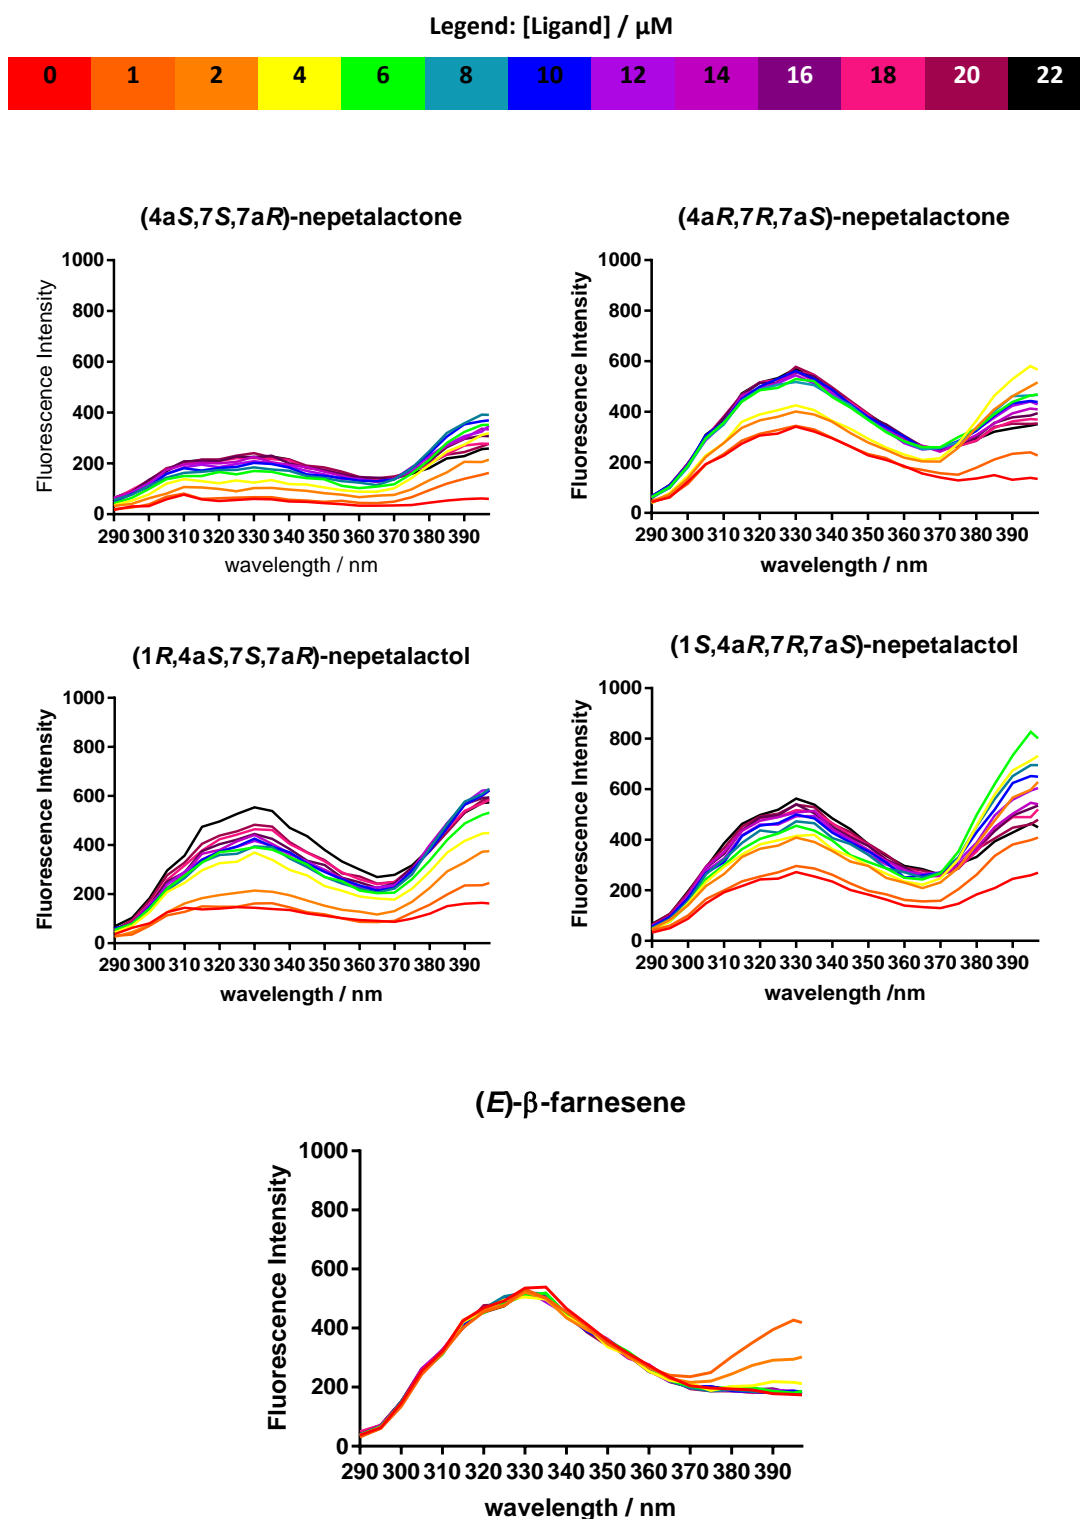 Legend: [Ligand] / µM
0 1 2 4 6 8 10 12 14 16 18 20 22
(4aS,7S,7aR)-nepetalactone
1000
800
600
400
200
0
Fluorescence Intensity
290 300 310 320 330 340 350 360 370 380 390
wavelength / nm
(4aR,7R,7aS)-nepetalactone
1000
800
600
400
200
0
Fluorescence Intensity
290 300 310 320 330 340 350 360 370 380 390
wavelength / nm
(1R,4aS,7S,7aR)-nepetalactol
1000
800
600
400
200
0
Fluorescence Intensity
290 300 310 320 330 340 350 360 370 380 390
wavelength / nm
(1S,4aR,7R,7aS)-nepetalactol
1000
800
600
400
200
0
Fluorescence Intensity
290 300 310 320 330 340 350 360 370 380 390
wavelength /nm
(E)-β-farnesene
1000
800
600
400
200
0
Fluorescence Intensity
290 300 310 320 330 340 350 360 370 380 390
wavelength / nm